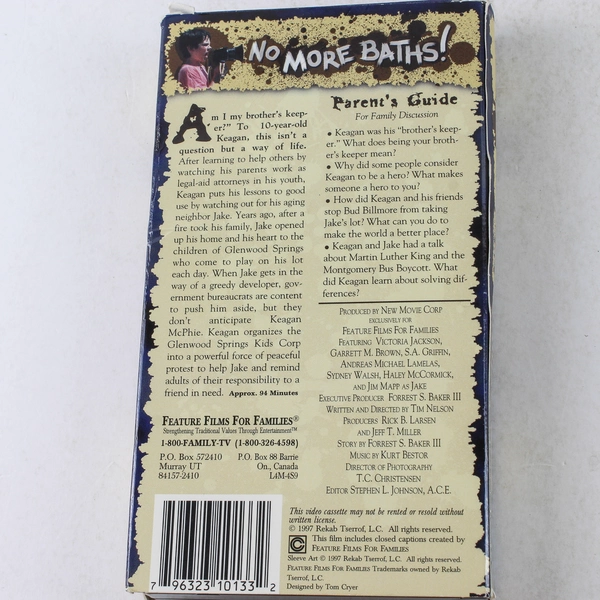 NO MORE BATHS!
Am I my brother's keep-
er?" To 10-year-old
Keagan, this isn't a
question but a way of life.
After learning to help others by
watching his parents work as
legal-aid attorneys in his youth,
Keagan puts his lessons to good
use by watching out for his aging
neighbor Jake. Years ago, after a
fire took his family, Jake opened
up his home and his heart to the
children of Glenwood Springs
who come to play on his lot
each day. When Jake gets in the
way of a greedy developer, gov-
ernment bureaucrats are content
to push him aside, but they
don't anticipate Keagan
McPhie. Keagan organizes the
Glenwood Springs Kids Corp
into a powerful force of peaceful
protest to help Jake and remind
adults of their responsibility to a
friend in need. Approx. 94 Minutes
FEATURE FILMS FOR FAMILIES®
Strengthening Traditional Values Through Entertainment™
1-800-FAMILY-TV (1-800-326-4598)
P.O. Box 572410 P.O. Box 88 Barrie
Murray UT On., Canada
84157-2410 L4M-4S9
7 96323 10133 2
Parent's Guide
For Family Discussion
• Keagan was his "brother's keep-
er." What does being your broth-
er's keeper mean?
• Why did some people consider
Keagan to be a hero? What makes
someone a hero to you?
• How did Keagan and his friends
stop Bud Billmore from taking
Jake's lot? What can you do to
make the world a better place?
• Keagan and Jake had a talk
about Martin Luther King and the
Montgomery Bus Boycott. What
did Keagan learn about solving dif-
ferences?
PRODUCED BY NEW MOVIE CORP
EXCLUSIVELY FOR
FEATURE FILMS FOR FAMILIES
FEATURING VICTORIA JACKSON,
GARRETT M. BROWN, S.A. GRIFFIN,
ANDREAS MICHAEL LAMELAS,
SYDNEY WALSH, HALEY MCCORMICK,
AND JIM MAPP AS JAKE
EXECUTIVE PRODUCER FORREST S. BAKER III
WRITTEN AND DIRECTED BY TIM NELSON
PRODUCERS RICK B. LARSEN
AND JEFF T. MILLER
STORY BY FORREST S. BAKER III
MUSIC BY KURT BESTOR
DIRECTOR OF PHOTOGRAPHY
T.C. CHRISTENSEN
EDITOR STEPHEN L. JOHNSON, A.C.E.
This video cassette may not be rented or resold without
written license.
© 1997 Rekab Tserrof, L.C. All rights reserved.
This film includes closed captions created by
FEATURE FILMS FOR FAMILIES
Sleeve Art © 1997 Rekab Tserrof, L.C. All rights reserved.
FEATURE FILMS FOR FAMILIES Trademarks owned by Rekab
Tserrof, L.C.
Designed by Tom Cryer